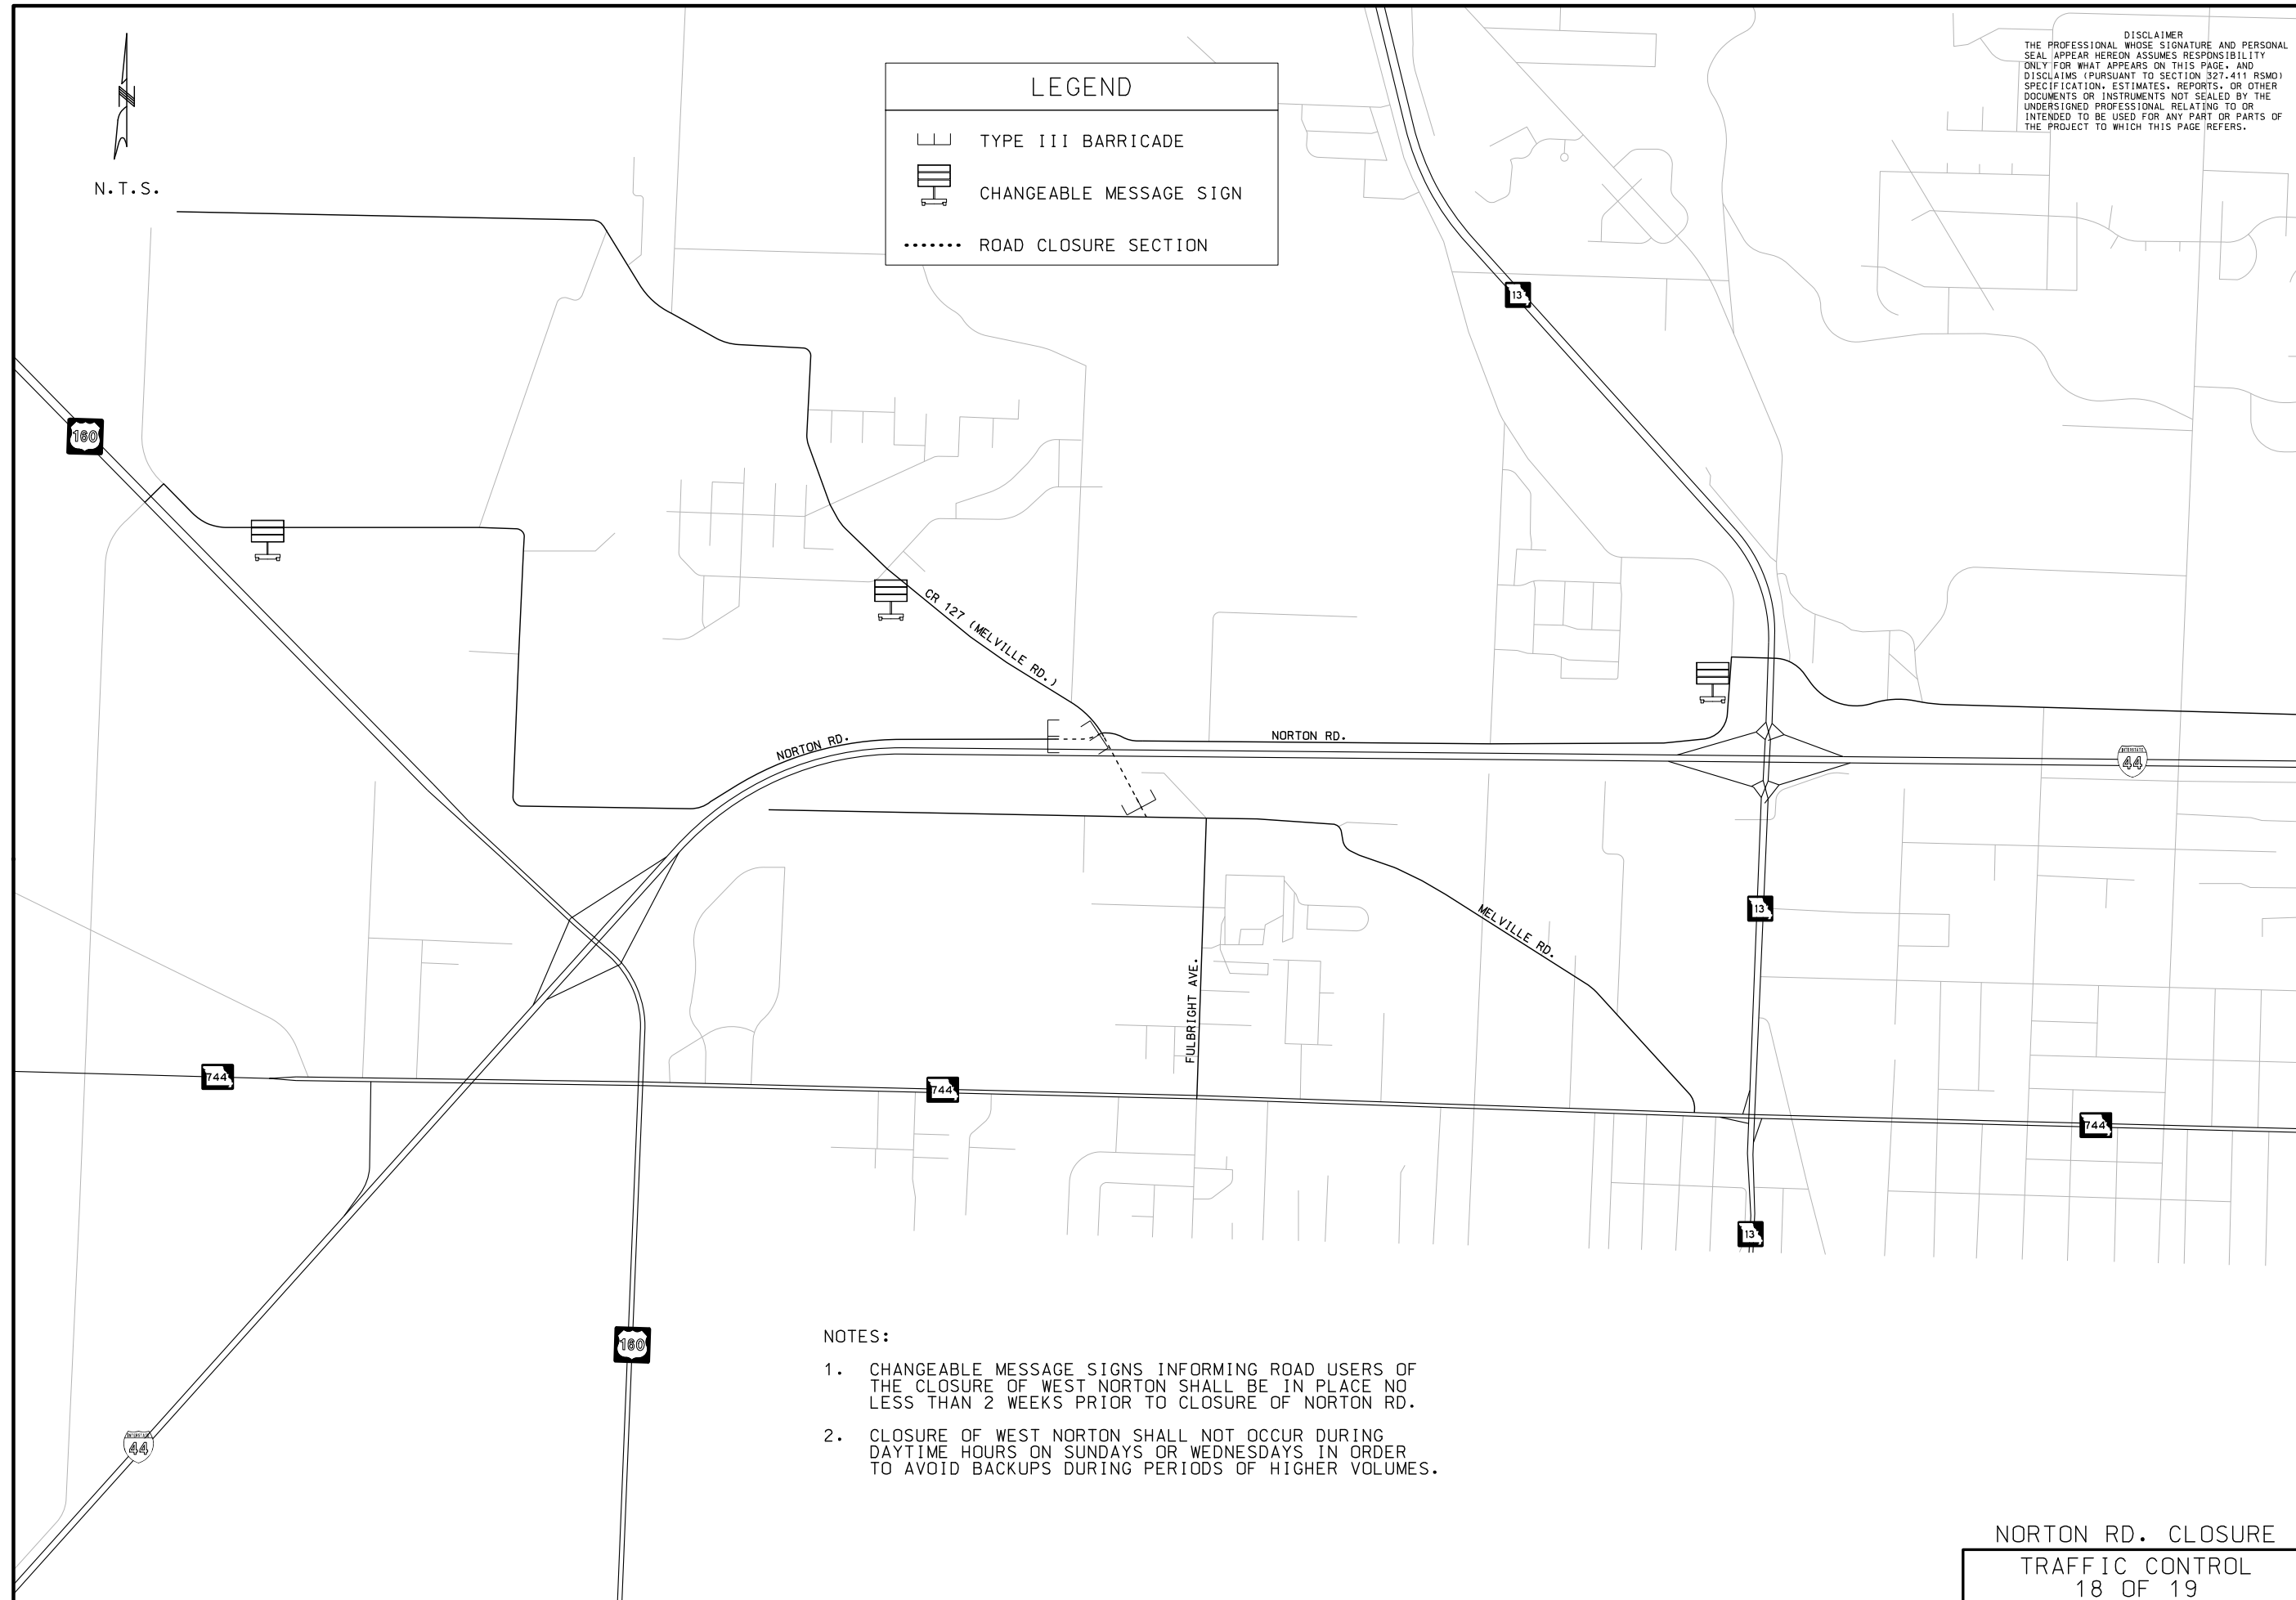 N
N.T.S.
LEGEND
TYPE III BARRICADE
CHANGEABLE MESSAGE SIGN
ROAD CLOSURE SECTION
DISCLAIMER
THE PROFESSIONAL WHOSE SIGNATURE AND PERSONAL
SEAL APPEAR HEREON ASSUMES RESPONSIBILITY
ONLY FOR WHAT APPEARS ON THIS PAGE, AND
DISCLAIMS (PURSUANT TO SECTION 327.411 RSMO)
SPECIFICATION, ESTIMATES, REPORTS, OR OTHER
DOCUMENTS OR INSTRUMENTS NOT SEALED BY THE
UNDERSIGNED PROFESSIONAL RELATING TO OR
INTENDED TO BE USED FOR ANY PART OR PARTS OF
THE PROJECT TO WHICH THIS PAGE REFERS.
13
160
CR 127 (MELVILLE RD.)
NORTON RD.
NORTON RD.
INTERSTATE
44
13
MELVILLE RD.
FULBRIGHT AVE.
744
744
744
13
160
INTERSTATE
44
NOTES:
1. CHANGEABLE MESSAGE SIGNS INFORMING ROAD USERS OF
THE CLOSURE OF WEST NORTON SHALL BE IN PLACE NO
LESS THAN 2 WEEKS PRIOR TO CLOSURE OF NORTON RD.
2. CLOSURE OF WEST NORTON SHALL NOT OCCUR DURING
DAYTIME HOURS ON SUNDAYS OR WEDNESDAYS IN ORDER
TO AVOID BACKUPS DURING PERIODS OF HIGHER VOLUMES.
NORTON RD. CLOSURE
TRAFFIC CONTROL
18 OF 19